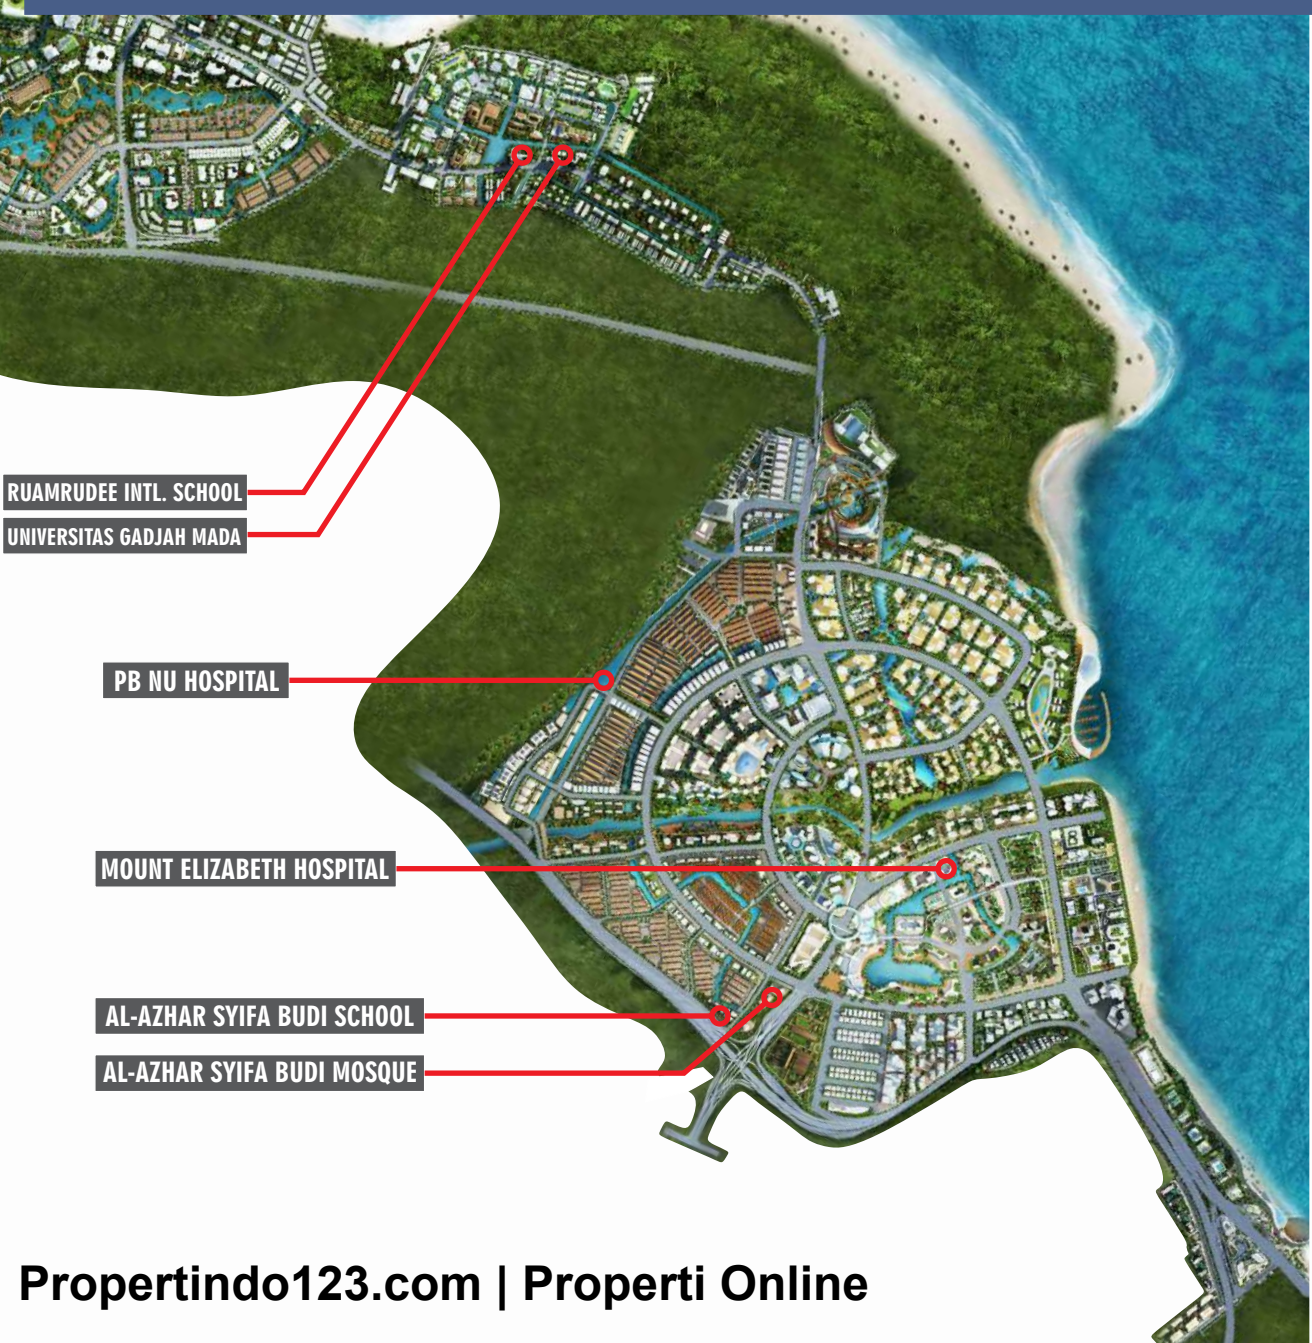 RUAMRUDEE INTL. SCHOOL
UNIVERSITAS GADJAH MADA
PB NU HOSPITAL
MOUNT ELIZABETH HOSPITAL
AL-AZHAR SYIFA BUDI SCHOOL
AL-AZHAR SYIFA BUDI MOSQUE
Propertindo123.com | Properti Online